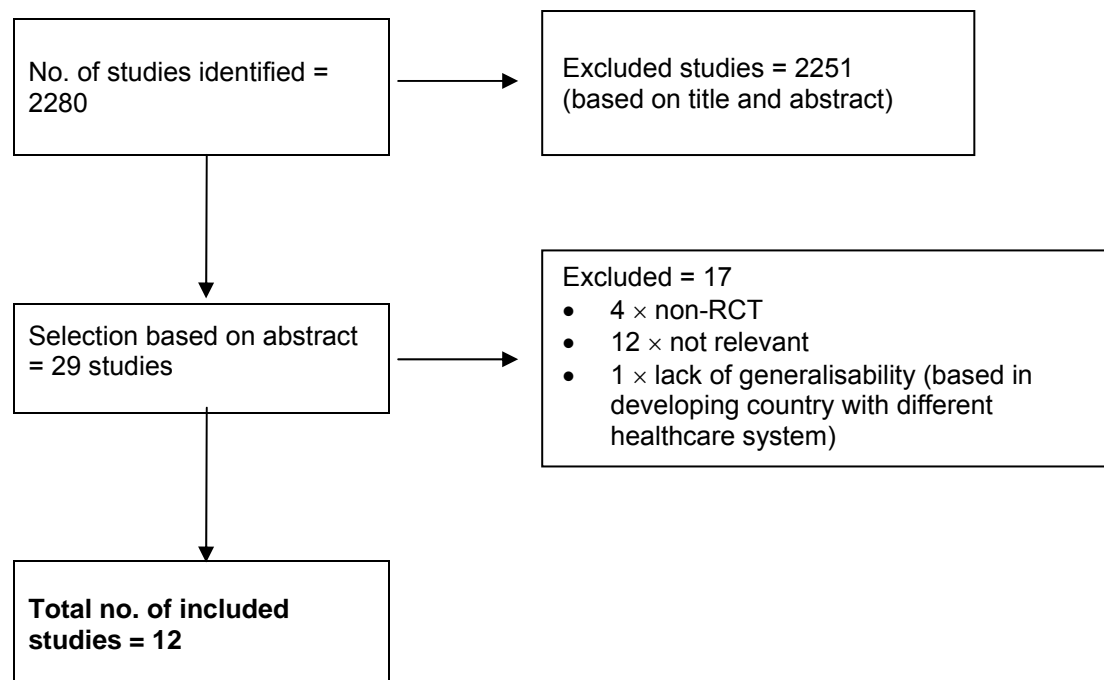 No. of studies identified =
2280
Excluded studies = 2251
(based on title and abstract)
Selection based on abstract
= 29 studies
Excluded = 17
• 4 × non-RCT
• 12 × not relevant
• 1 × lack of generalisability (based in
developing country with different
healthcare system)
Total no. of included
studies = 12